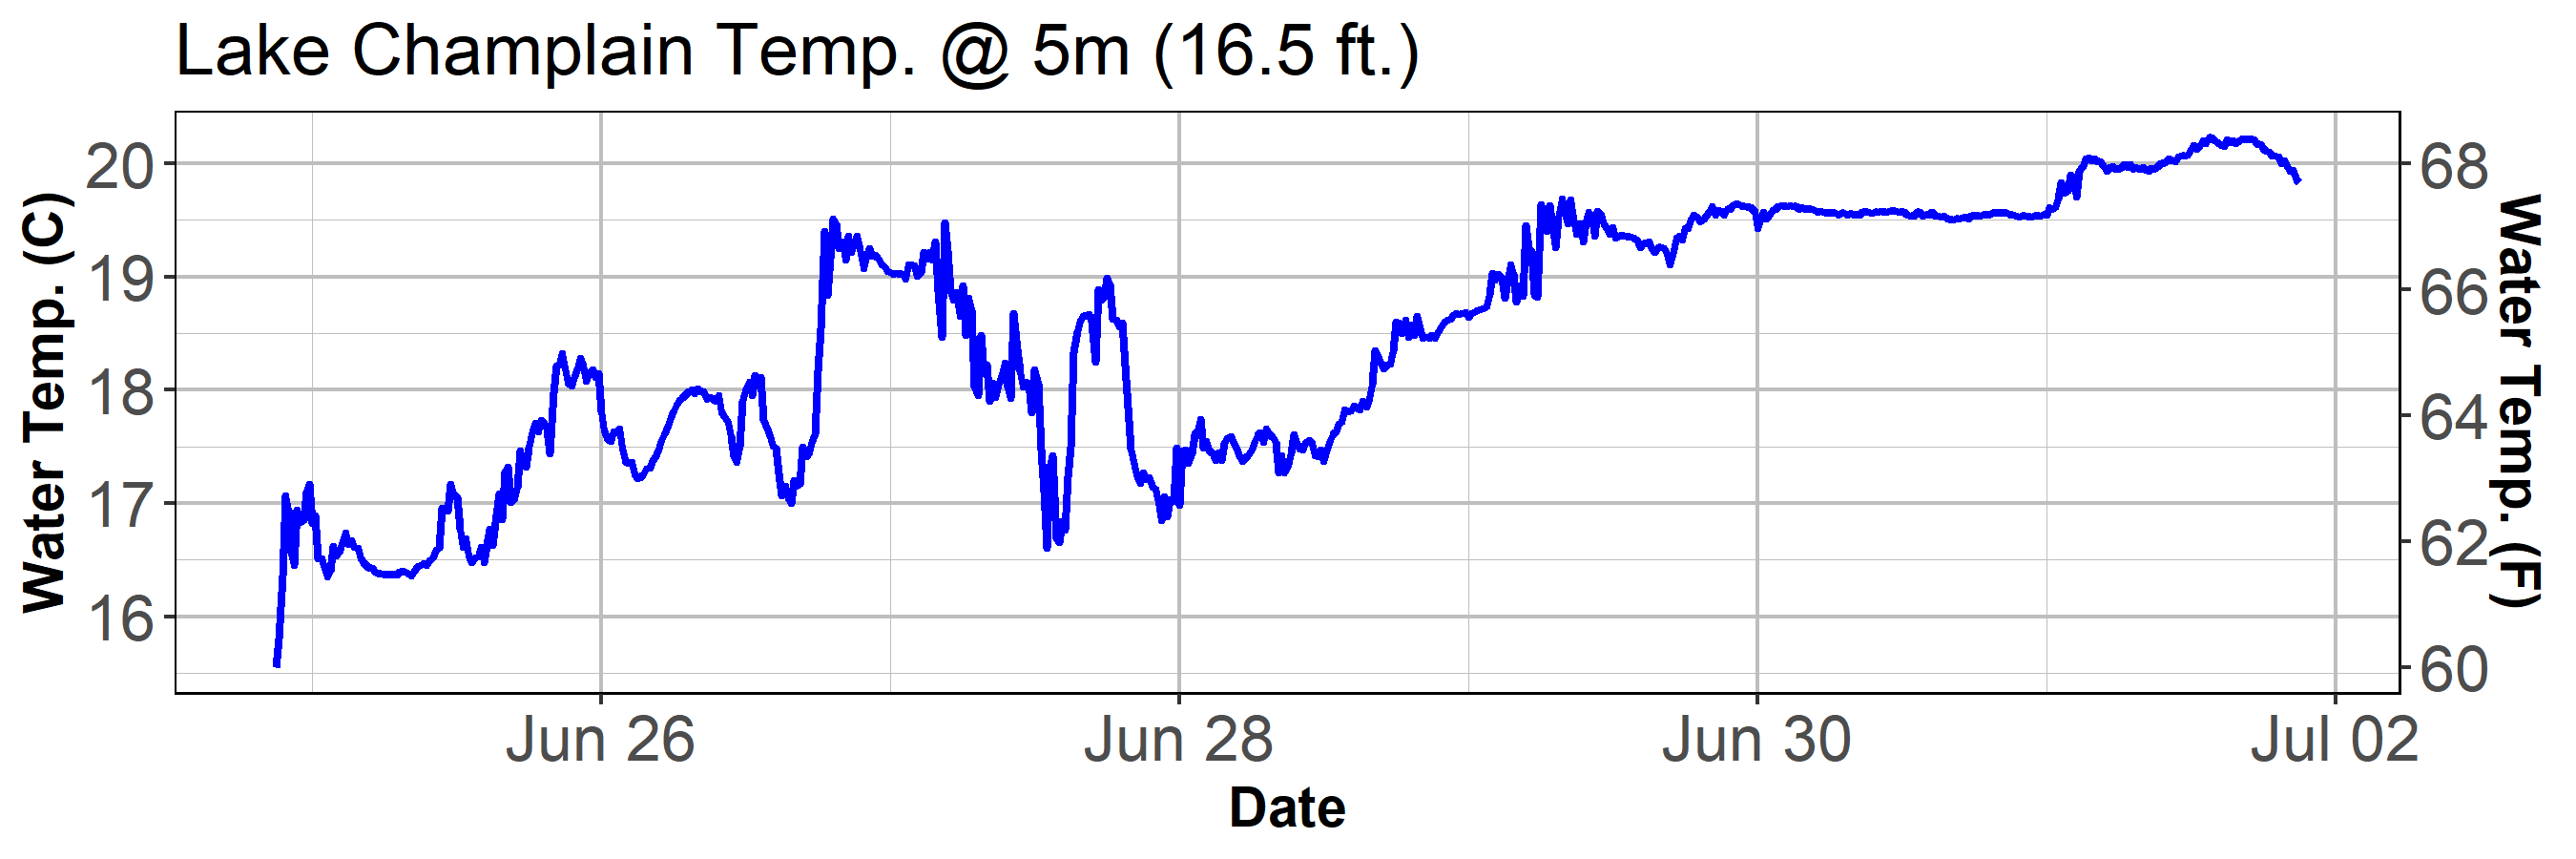 Lake Champlain Temp. @ 5m (16.5 ft.)
Water Temp. (C)
20
19
18
17
16
68
66
64
62
60
Water Temp. (F)
Jun 26
Jun 28
Jun 30
Jul 02
Date